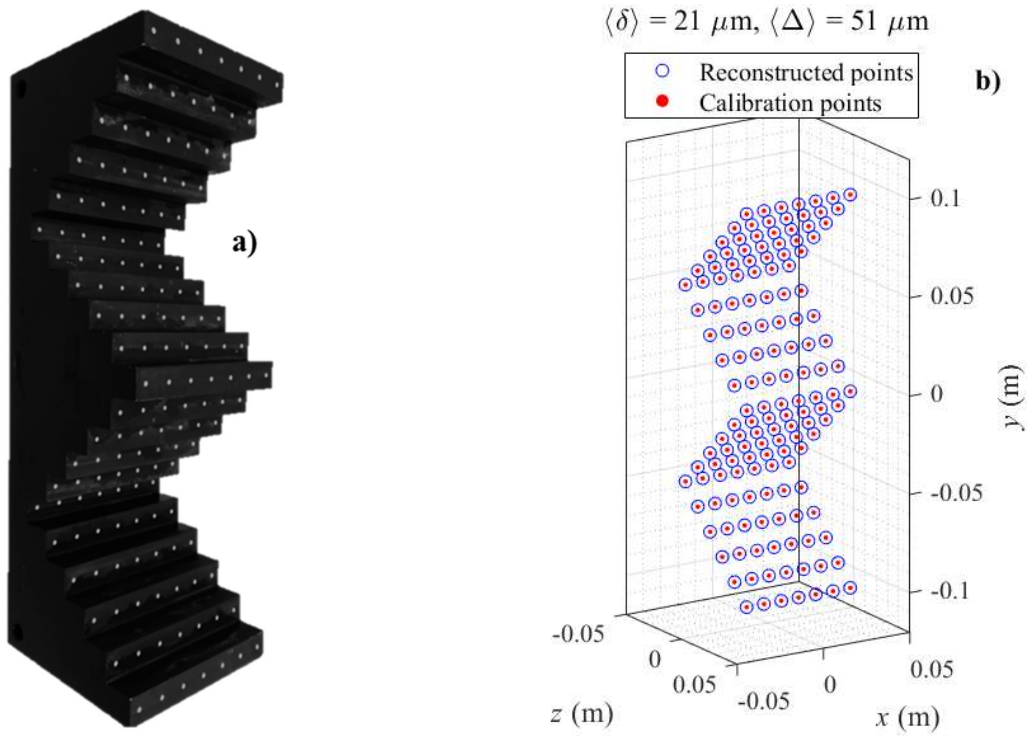 ⟨δ⟩ = 21 μm, ⟨Δ⟩ = 51 μm
Reconstructed points
Calibration points
b)
a)
0.1
0.05
0
-0.05
-0.1
y (m)
-0.05
0
0.05
z (m)
-0.05
0
0.05
x (m)